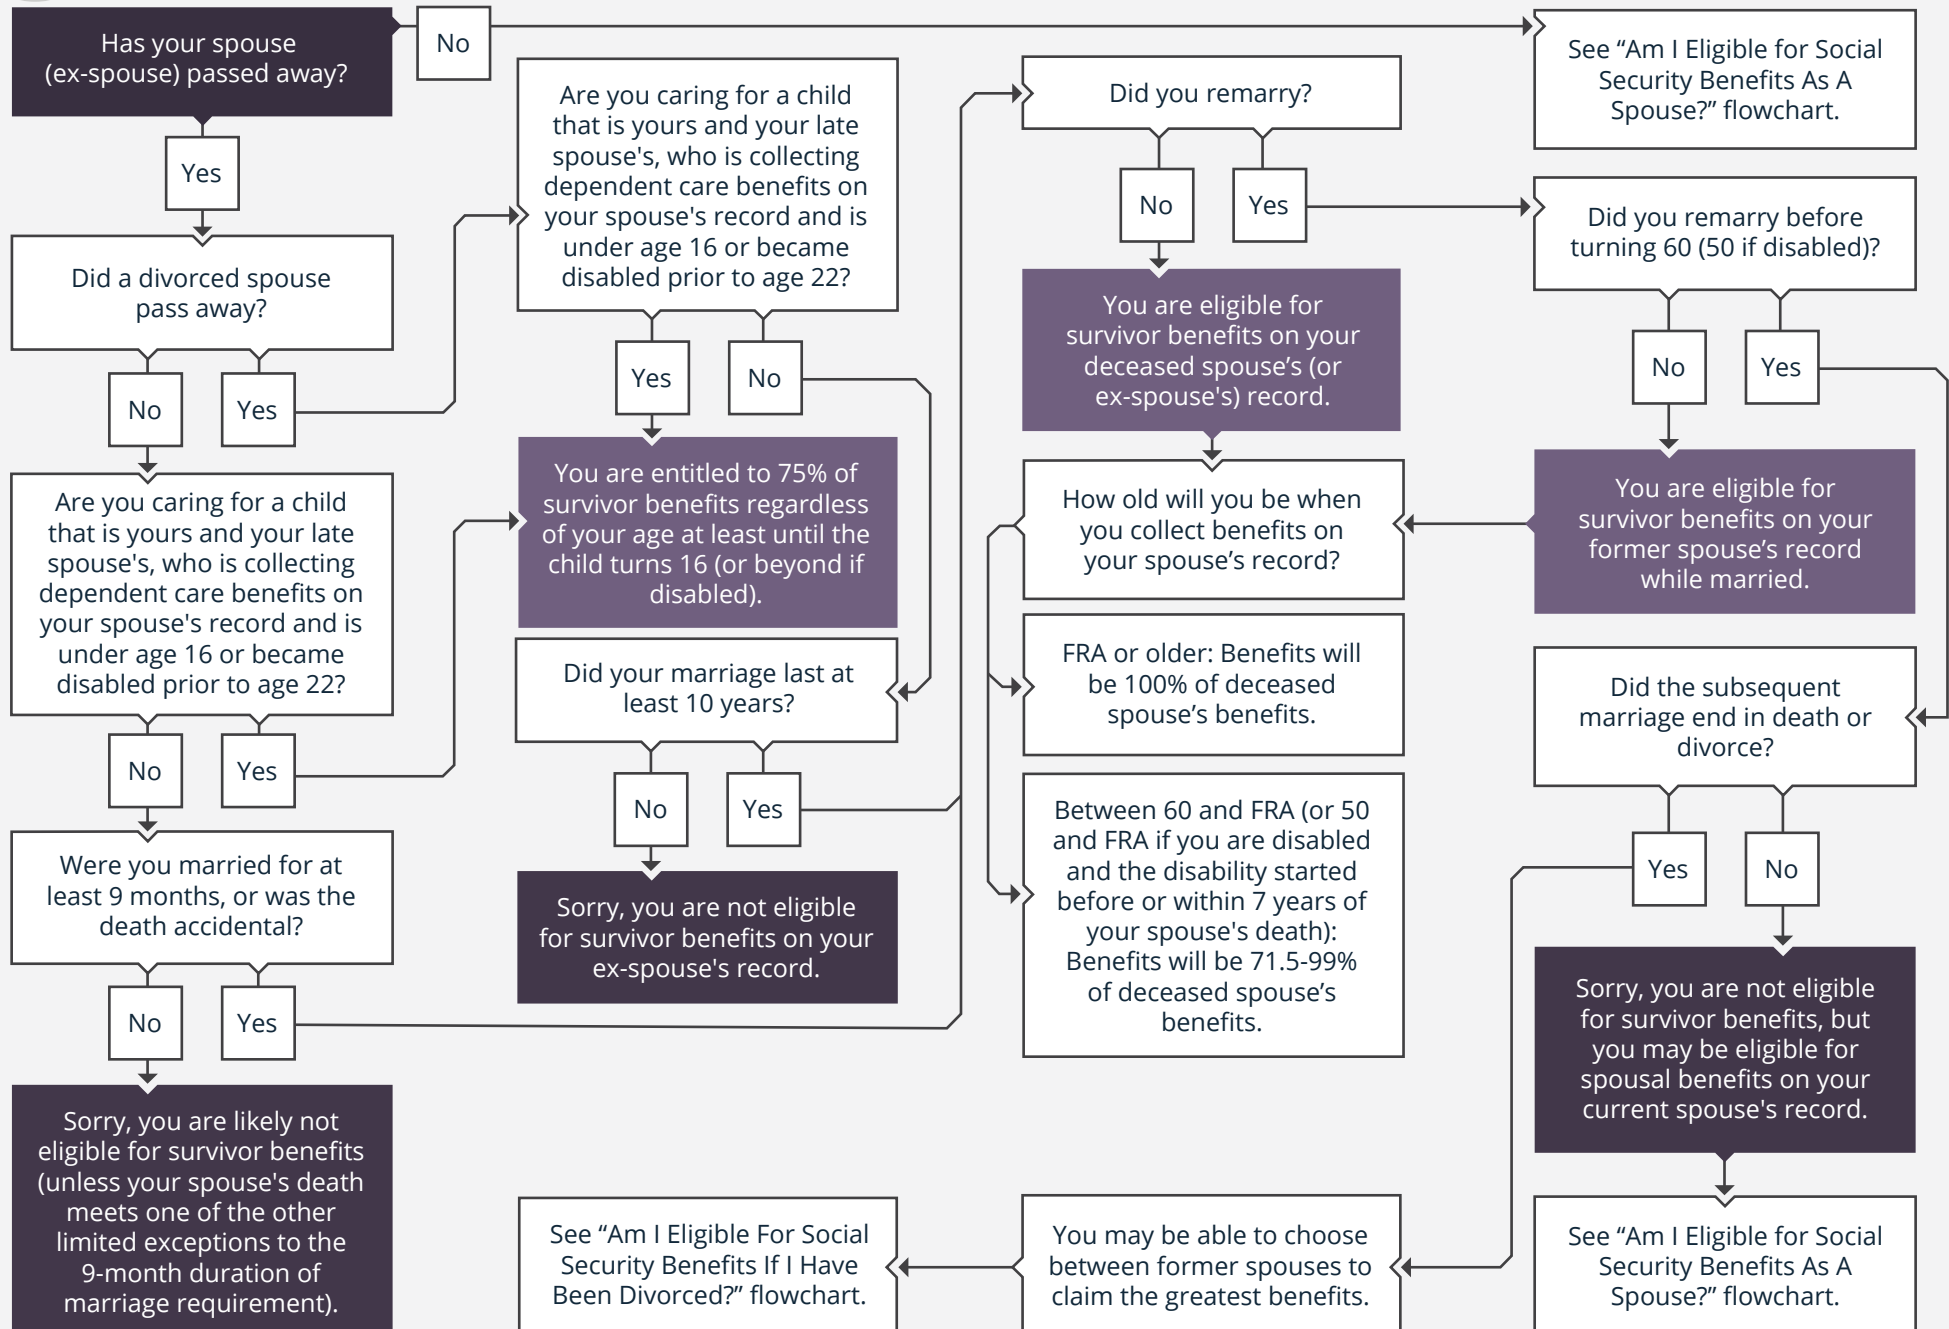 Has your spouse
(ex-spouse) passed away?
No
Yes
Did a divorced spouse
pass away?
No
Yes
Are you caring for a child
that is yours and your late
spouse's, who is collecting
dependent care benefits on
your spouse's record and is
under age 16 or became
disabled prior to age 22?
No
Yes
Were you married for at
least 9 months, or was the
death accidental?
No
Yes
Sorry, you are likely not
eligible for survivor benefits
(unless your spouse's death
meets one of the other
limited exceptions to the
9-month duration of
marriage requirement).
Are you caring for a child
that is yours and your late
spouse's, who is collecting
dependent care benefits on
your spouse's record and is
under age 16 or became
disabled prior to age 22?
Yes
No
You are entitled to 75% of
survivor benefits regardless
of your age at least until the
child turns 16 (or beyond if
disabled).
Did your marriage last at
least 10 years?
No
Yes
Sorry, you are not eligible
for survivor benefits on your
ex-spouse's record.
See “Am I Eligible For Social
Security Benefits If I Have
Been Divorced?” flowchart.
Did you remarry?
No
Yes
You are eligible for
survivor benefits on your
deceased spouse’s (or
ex-spouse's) record.
How old will you be when
you collect benefits on
your spouse’s record?
FRA or older: Benefits will
be 100% of deceased
spouse’s benefits.
Between 60 and FRA (or 50
and FRA if you are disabled
and the disability started
before or within 7 years of
your spouse's death):
Benefits will be 71.5-99%
of deceased spouse’s
benefits.
You may be able to choose
between former spouses to
claim the greatest benefits.
See “Am I Eligible for Social
Security Benefits As A
Spouse?” flowchart.
Did you remarry before
turning 60 (50 if disabled)?
No
Yes
You are eligible for
survivor benefits on your
former spouse’s record
while married.
Did the subsequent
marriage end in death or
divorce?
Yes
No
Sorry, you are not eligible
for survivor benefits, but
you may be eligible for
spousal benefits on your
current spouse's record.
See “Am I Eligible for Social
Security Benefits As A
Spouse?” flowchart.